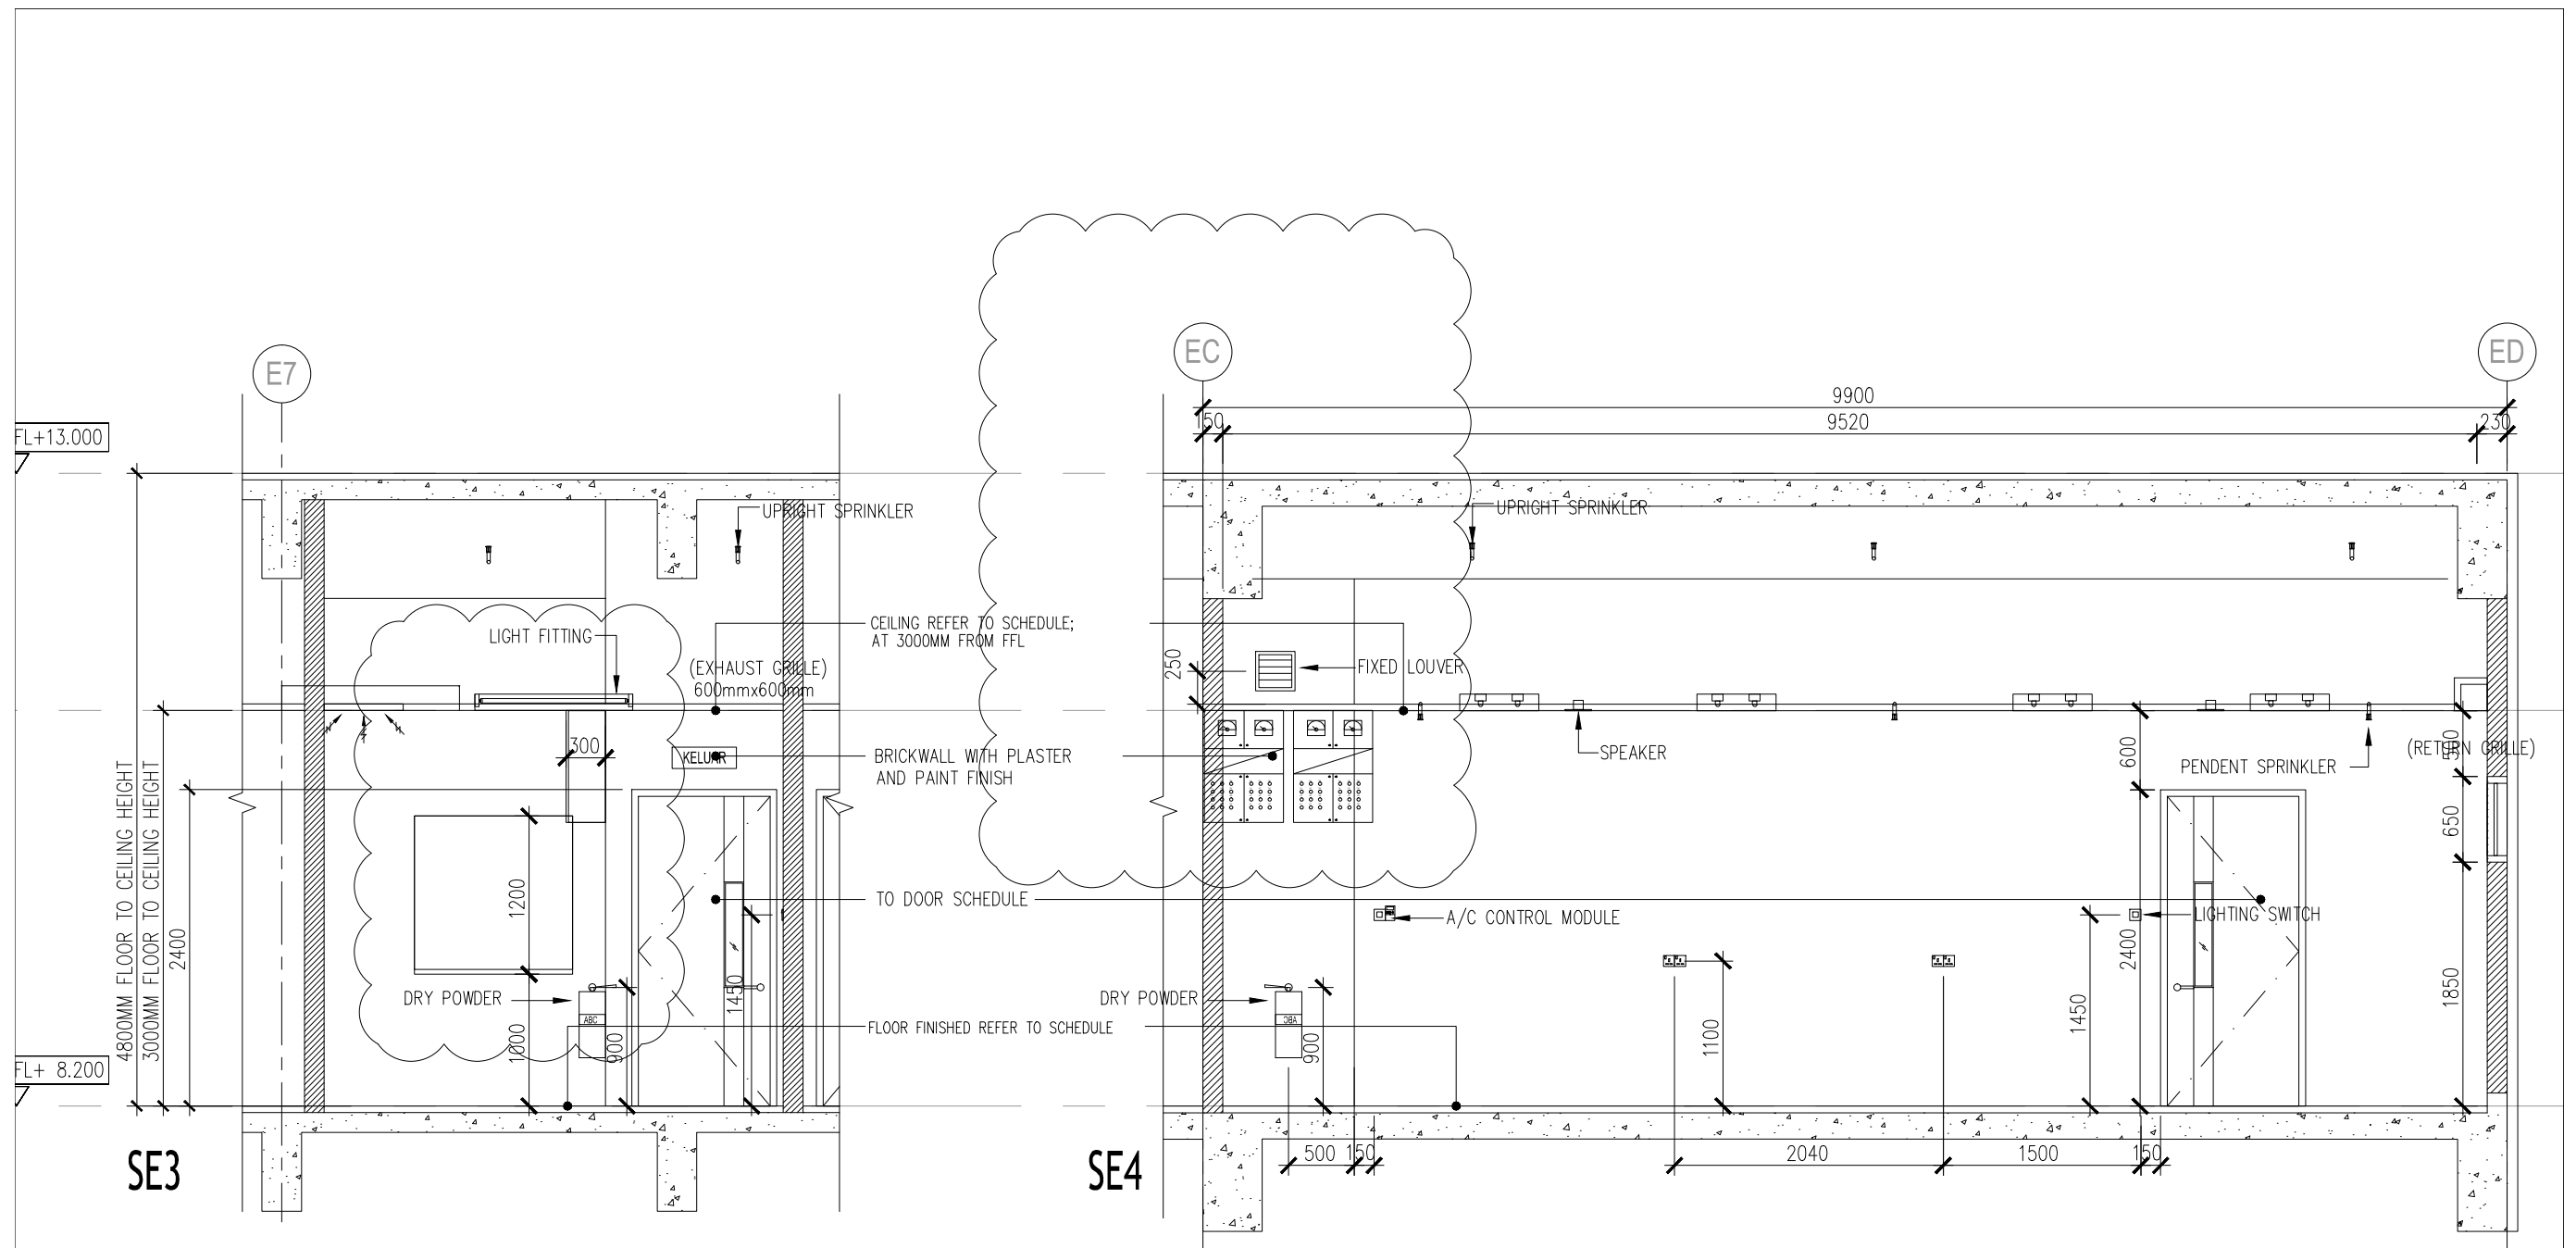 E7
EC
ED
9900
150
9520
230
FL+13.000
UPRIGHT SPRINKLER
UPRIGHT SPRINKLER
CEILING REFER TO SCHEDULE;
AT 3000MM FROM FFL
LIGHT FITTING
(EXHAUST GRILLE)
600mmx600mm
250
FIXED LOUVER
300
KELUAR
BRICKWALL WITH PLASTER
AND PAINT FINISH
SPEAKER
600
(RETURN GRILLE)
500
PENDENT SPRINKLER
650
4800MM FLOOR TO CEILING HEIGHT
3000MM FLOOR TO CEILING HEIGHT
2400
1200
TO DOOR SCHEDULE
A/C CONTROL MODULE
LIGHTING SWITCH
2400
DRY POWDER
1450
DRY POWDER
1850
ABC
ABC
FLOOR FINISHED REFER TO SCHEDULE
1000
900
900
1100
1450
FL+ 8.200
500
150
2040
1500
150
SE3
SE4